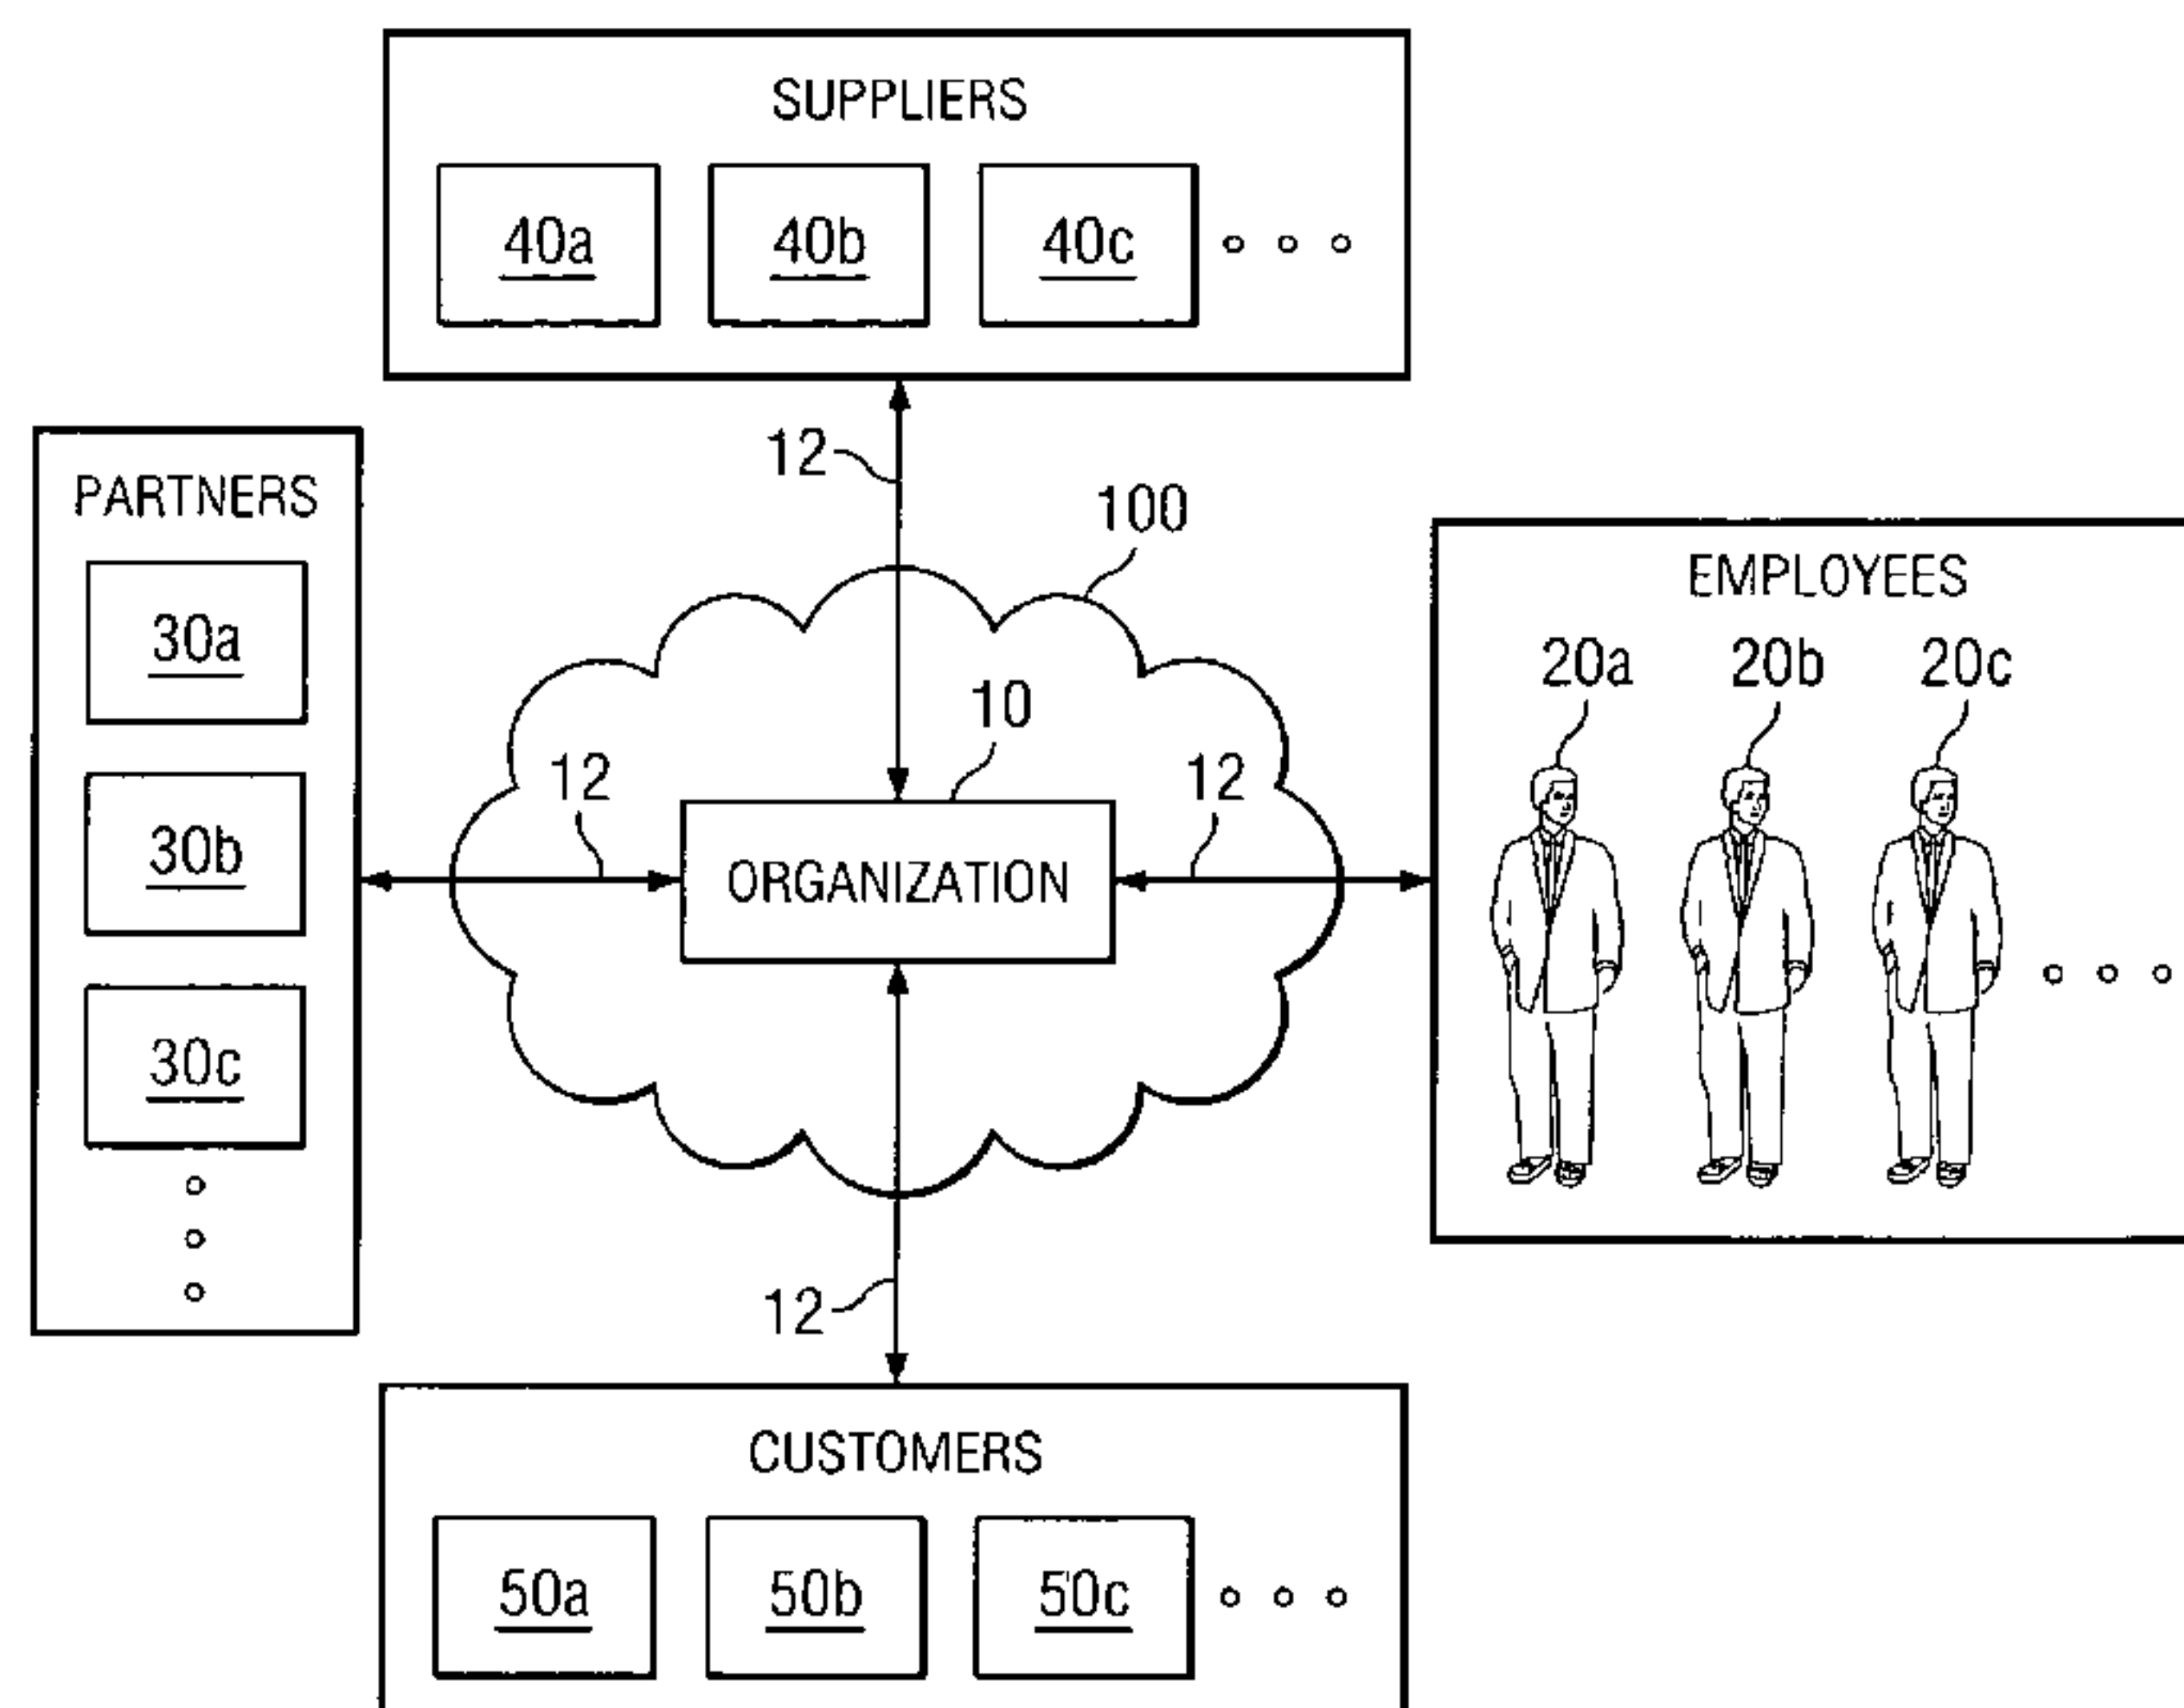 SUPPLIERS
40a 40b 40c
12
100
PARTNERS
30a
30b
30c
EMPLOYEES
20a 20b 20c
10
12
12
ORGANIZATION
12
CUSTOMERS
50a 50b 50c